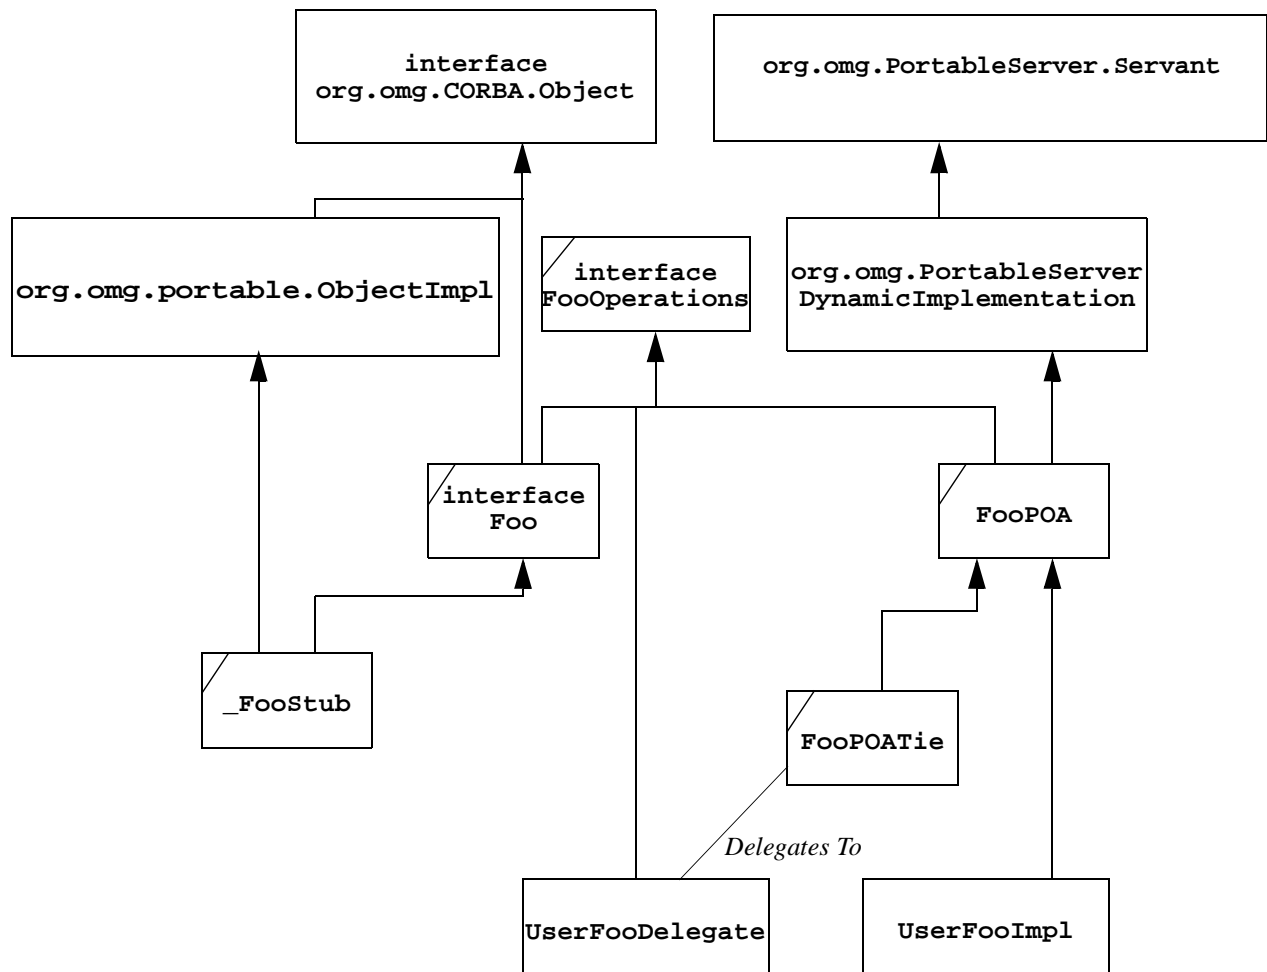 interface
org.omg.CORBA.Object
org.omg.PortableServer.Servant
org.omg.portable.ObjectImpl
interface
FooOperations
org.omg.PortableServer
DynamicImplementation
interface
Foo
FooPOA
_FooStub
FooPOATie
Delegates To
UserFooDelegate
UserFooImpl